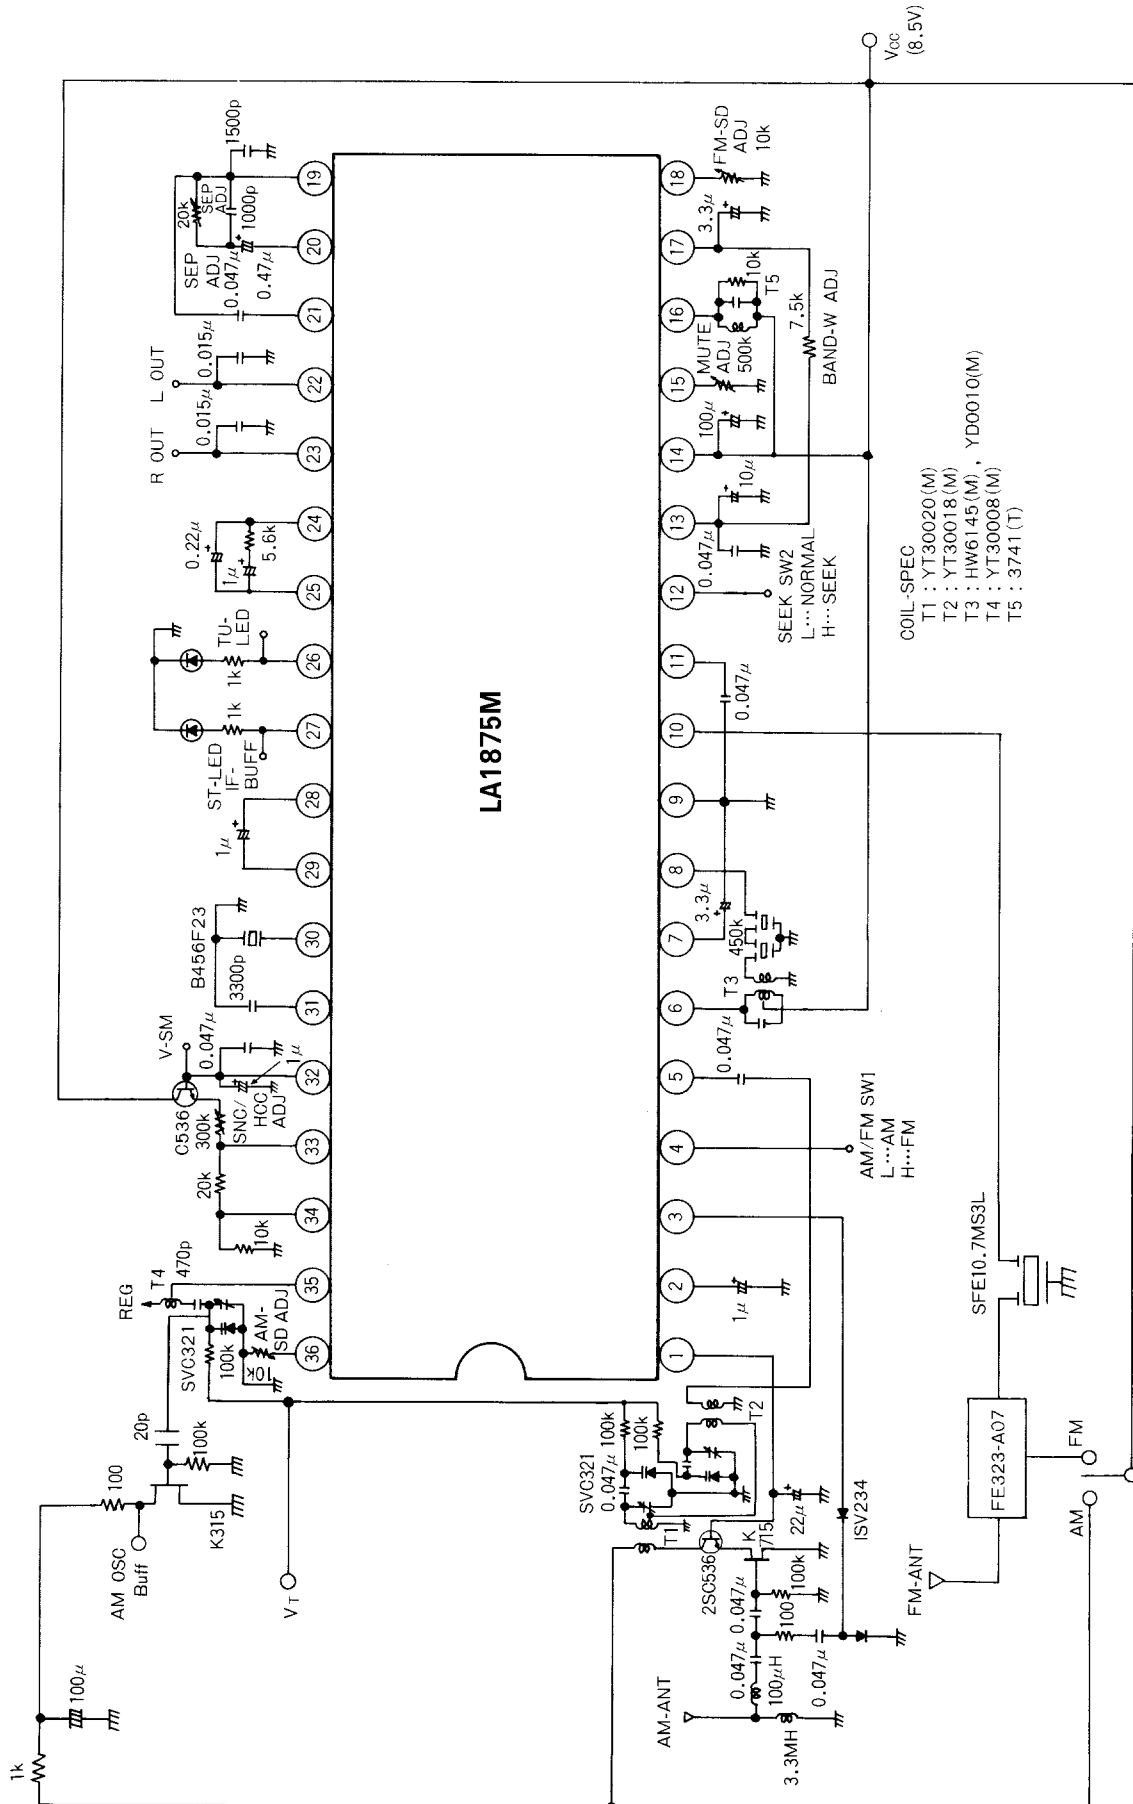 Vcc
(8.5V)
1500p
20k
SEP
ADJ
1000p
SEP
ADJ
0.047μ
0.47μ
L OUT
0.015μ
R OUT
0.015μ
0.22μ
1μ
5.6k
TU-
LED
1k
1k
ST-LED
IF-
BUFF
1μ
B456F23
3300p
V-SM
0.047μ
1μ
C536
300k
SNC/
HCC
ADJ
20k
10k
REG
T4
470p
SVC321
100k
AM-
SD ADJ
10k
20p
100k
100
K315
AM OSC
Buff
100μ
1k
VT
19
20
21
22
23
24
25
26
27
28
29
30
31
32
33
34
35
36
LA1875M
18
17
16
15
14
13
12
11
10
9
8
7
6
5
4
3
2
1
FM-SD
ADJ
10k
3.3μ
10k
T5
7.5k
BAND-W ADJ
MUTE
ADJ
500k
100μ
10μ
0.047μ
SEEK SW2
L…NORMAL
H…SEEK
0.047μ
3.3μ
450k
T3
0.047μ
AM/FM SW1
L…AM
H…FM
1μ
COIL-SPEC
T1 : YT30020(M)
T2 : YT30018(M)
T3 : HW6145(M) , YD0010(M)
T4 : YT30008(M)
T5 : 3741(T)
SFE10.7MS3L
SVC321
0.047μ
100k
100k
T2
T1
2SC536
K
715
22μ
ISV234
100k
0.047μ
100
0.047μ
100μH
0.047μ
AM-ANT
3.3MH
FM-ANT
FE323-A07
FM
AM